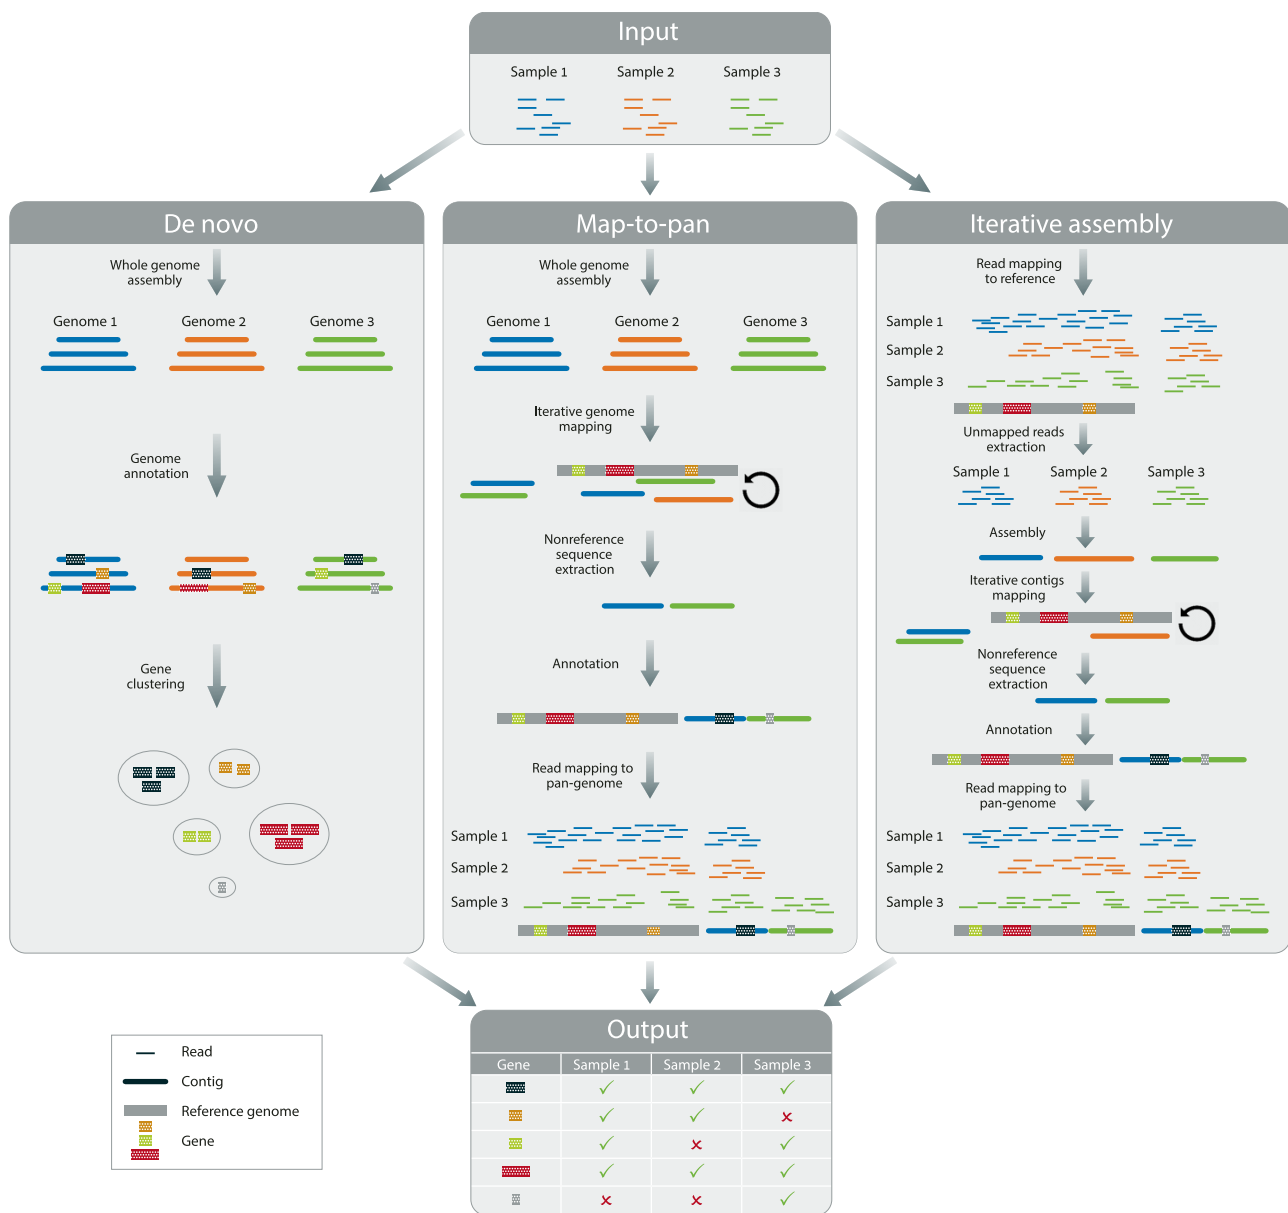 Input
Sample 1 Sample 2 Sample 3
De novo
Whole genome
assembly
Genome 1 Genome 2 Genome 3
Genome
annotation
Gene
clustering
Map-to-pan
Whole genome
assembly
Genome 1 Genome 2 Genome 3
Iterative genome
mapping
Nonreference
sequence
extraction
Annotation
Read mapping to
pan-genome
Sample 1
Sample 2
Sample 3
Iterative assembly
Read mapping
to reference
Sample 1
Sample 2
Sample 3
Unmapped reads
extraction
Sample 1 Sample 2 Sample 3
Assembly
Iterative contigs
mapping
Nonreference
sequence
extraction
Annotation
Read mapping to
pan-genome
Sample 1
Sample 2
Sample 3
Read
Contig
Reference genome
Gene
Output
Gene Sample 1 Sample 2 Sample 3